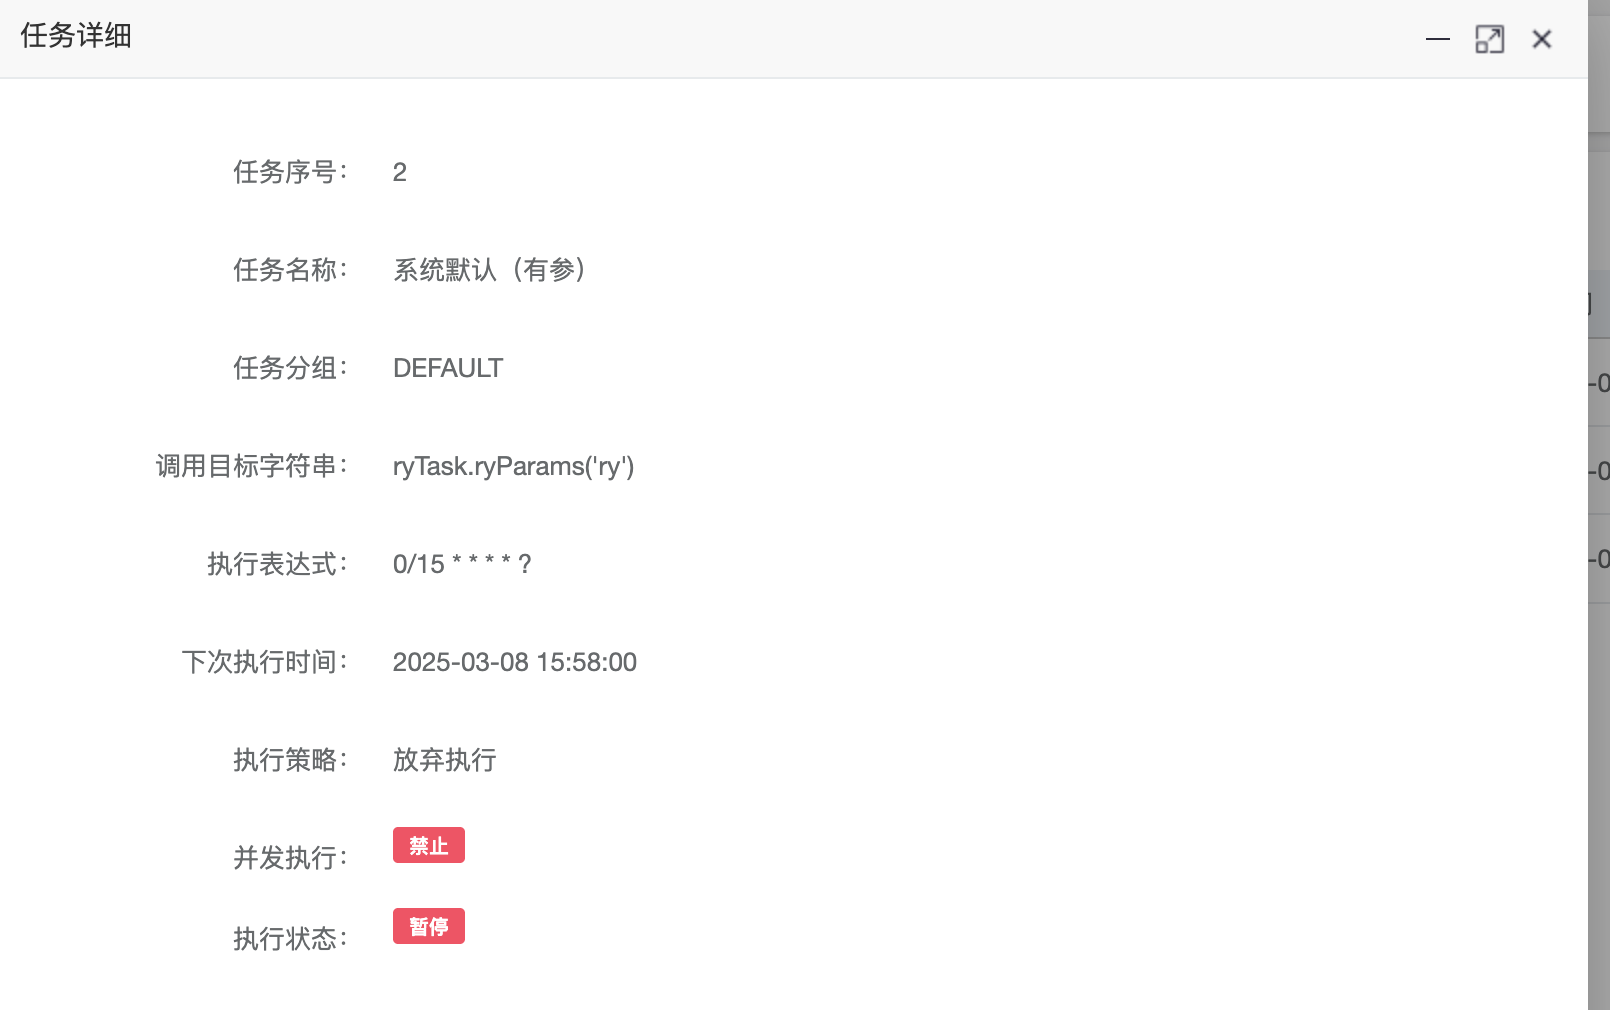 任务详细
任务序号： 2
任务名称： 系统默认（有参）
任务分组： DEFAULT
调用目标字符串： ryTask.ryParams('ry')
执行表达式： 0/15 * * * * ?
下次执行时间： 2025-03-08 15:58:00
执行策略： 放弃执行
并发执行： 禁止
执行状态： 暂停
-0
-0
-0